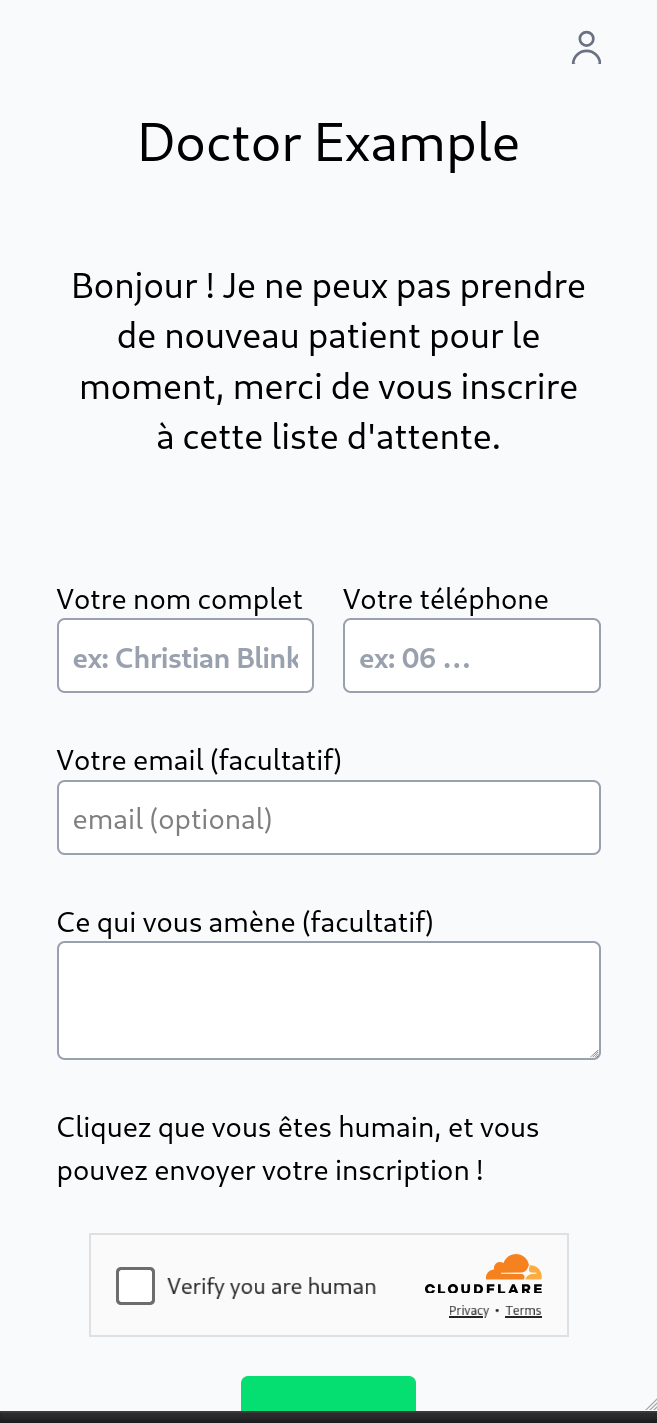 Doctor Example
Bonjour ! Je ne peux pas prendre
de nouveau patient pour le
moment, merci de vous inscrire
à cette liste d'attente.
Votre nom complet
Votre téléphone
ex: Christian Blink
ex: 06 ...
Votre email (facultatif)
email (optional)
Ce qui vous amène (facultatif)
Cliquez que vous êtes humain, et vous
pouvez envoyer votre inscription !
Verify you are human
CLOUDFLARE
Privacy • Terms